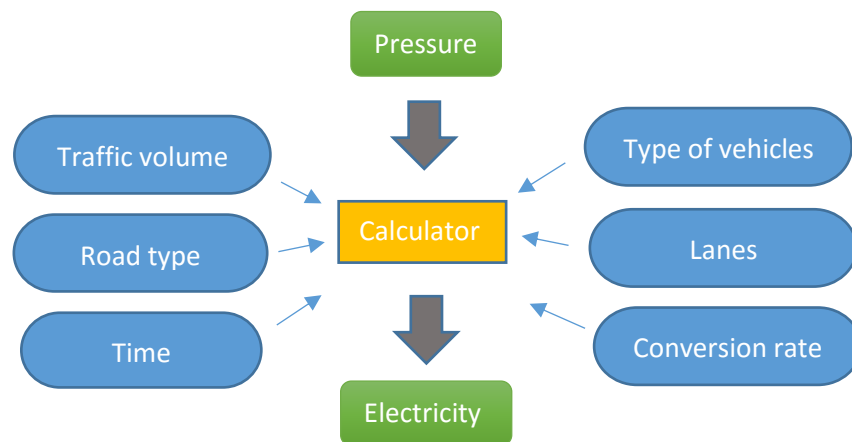 Pressure
Traffic volume
Type of vehicles
Calculator
Road type
Lanes
Time
Conversion rate
Electricity